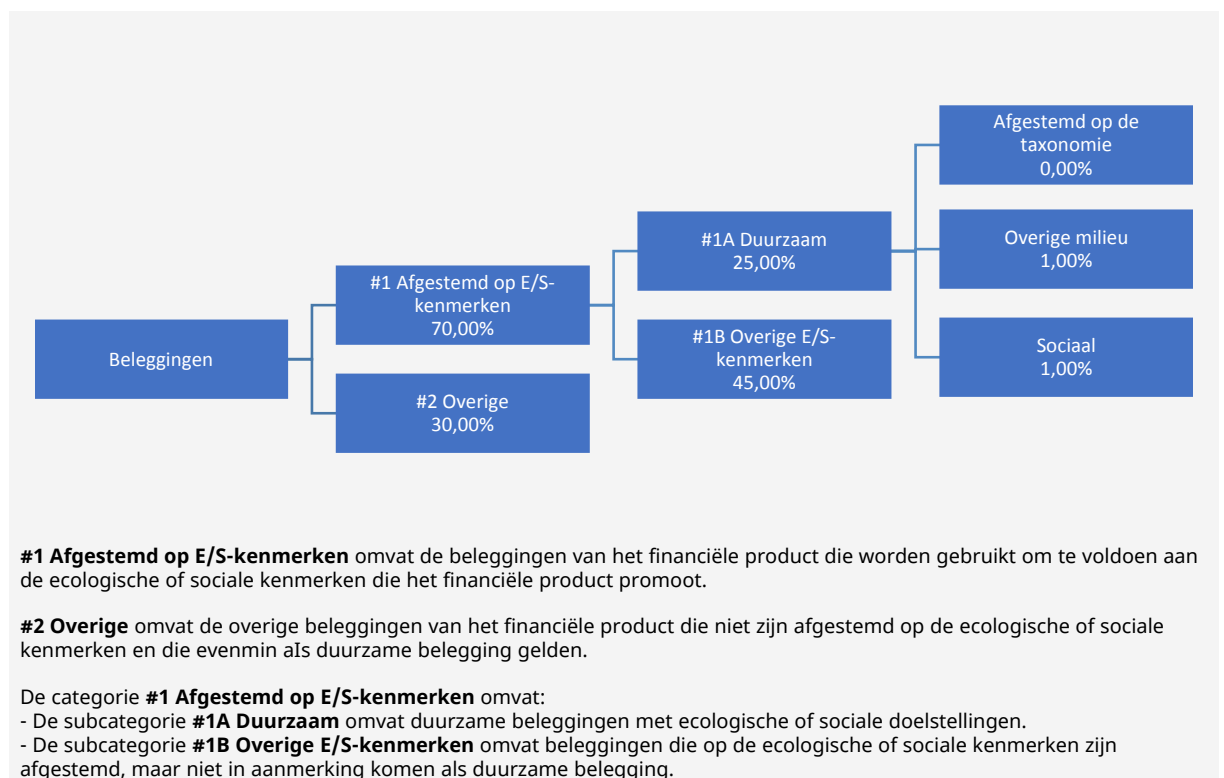 Beleggingen
#1 Afgestemd op E/S-
kenmerken
70,00%
#2 Overige
30,00%
#1A Duurzaam
25,00%
#1B Overige E/S-
kenmerken
45,00%
Afgestemd op de
taxonomie
0,00%
Overige milieu
1,00%
Sociaal
1,00%
#1 Afgestemd op E/S-kenmerken omvat de beleggingen van het financiële product die worden gebruikt om te voldoen aan
de ecologische of sociale kenmerken die het financiële product promoot.
#2 Overige omvat de overige beleggingen van het financiële product die niet zijn afgestemd op de ecologische of sociale
kenmerken en die evenmin aIs duurzame belegging gelden.
De categorie #1 Afgestemd op E/S-kenmerken omvat:
- De subcategorie #1A Duurzaam omvat duurzame beleggingen met ecologische of sociale doelstellingen.
- De subcategorie #1B Overige E/S-kenmerken omvat beleggingen die op de ecologische of sociale kenmerken zijn
afgestemd, maar niet in aanmerking komen als duurzame belegging.